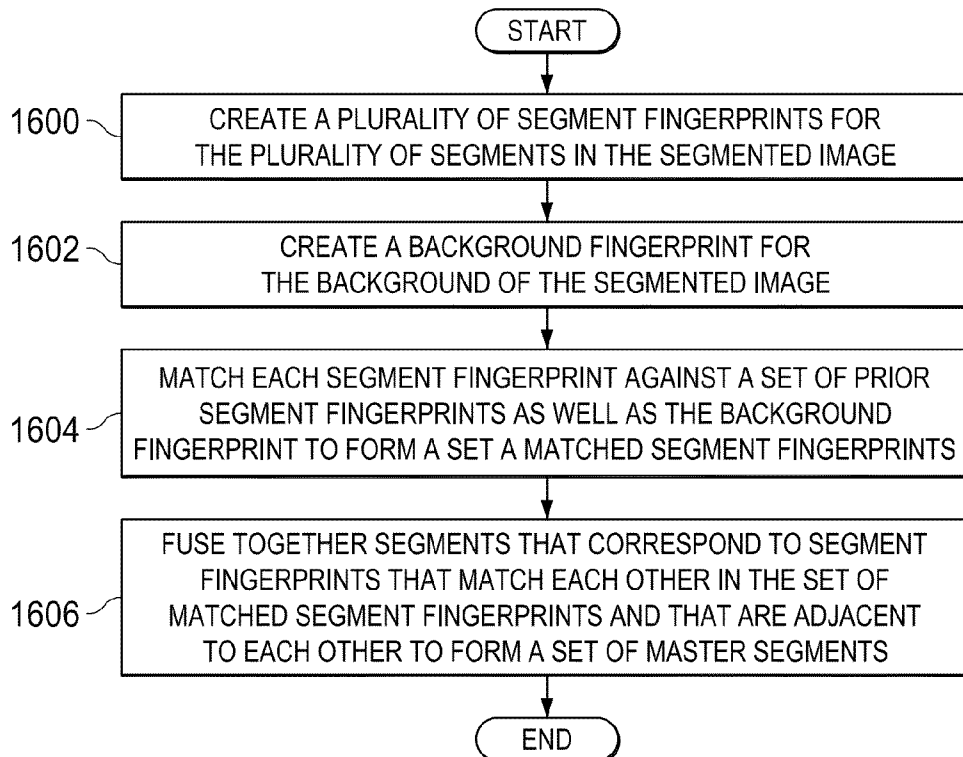 START
1600
CREATE A PLURALITY OF SEGMENT FINGERPRINTS FOR
THE PLURALITY OF SEGMENTS IN THE SEGMENTED IMAGE
1602
CREATE A BACKGROUND FINGERPRINT FOR
THE BACKGROUND OF THE SEGMENTED IMAGE
1604
MATCH EACH SEGMENT FINGERPRINT AGAINST A SET OF PRIOR
SEGMENT FINGERPRINTS AS WELL AS THE BACKGROUND
FINGERPRINT TO FORM A SET A MATCHED SEGMENT FINGERPRINTS
1606
FUSE TOGETHER SEGMENTS THAT CORRESPOND TO SEGMENT
FINGERPRINTS THAT MATCH EACH OTHER IN THE SET OF
MATCHED SEGMENT FINGERPRINTS AND THAT ARE ADJACENT
TO EACH OTHER TO FORM A SET OF MASTER SEGMENTS
END